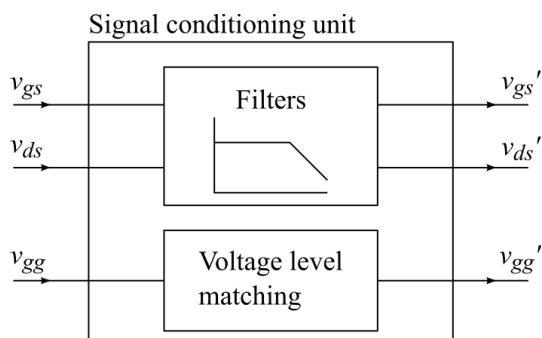 Signal conditioning unit
v_gs
Filters
v_gs'
v_ds
v_ds'
v_gg
Voltage level
matching
v_gg'